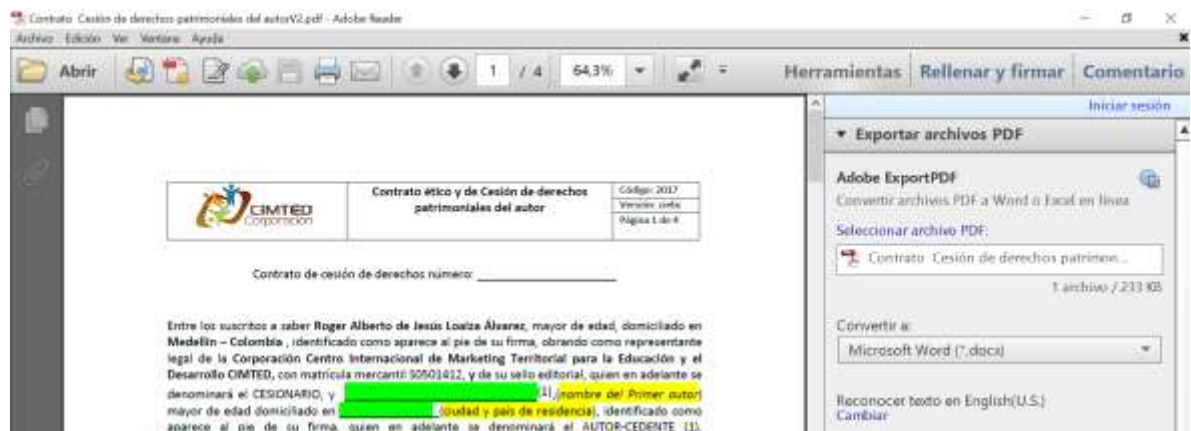 Contrato Cesión de derechos patrimoniales del autorV2.pdf - Adobe Reader
Archivo Edición Ver Ventana Ayuda
Abrir 1 / 4 64,3% Herramientas Rellenar y firmar Comentario
Iniciar sesión
Exportar archivos PDF
Adobe ExportPDF
Convertir archivos PDF a Word o Excel en línea
Seleccionar archivo PDF:
Contrato Cesión de derechos patrimon...
1 archivo / 233 KB
Convertir a:
Microsoft Word (*.docx)
Reconocer texto en English(U.S.)
Cambiar
CIMTED
Corporación
Contrato ético y de Cesión de derechos
patrimoniales del autor
Código: 2017
Versión:
Página 1 de 4
Contrato de cesión de derechos número:
Entre los suscritos a saber Roger Alberto de Jesús Loaiza Álvarez, mayor de edad, domiciliado en
Medellín – Colombia , identificado como aparece al pie de su firma, obrando como representante
legal de la Corporación Centro Internacional de Marketing Territorial para la Educación y el
Desarrollo CIMTED, con matrícula mercantil 50501412, y de su sello editorial, quien en adelante se
denominará el CESIONARIO, y (1),(nombre del Primer autor)
mayor de edad domiciliado en (ciudad y país de residencia), identificado como
aparece al pie de su firma, quien en adelante se denominará el AUTOR-CEDENTE (1),